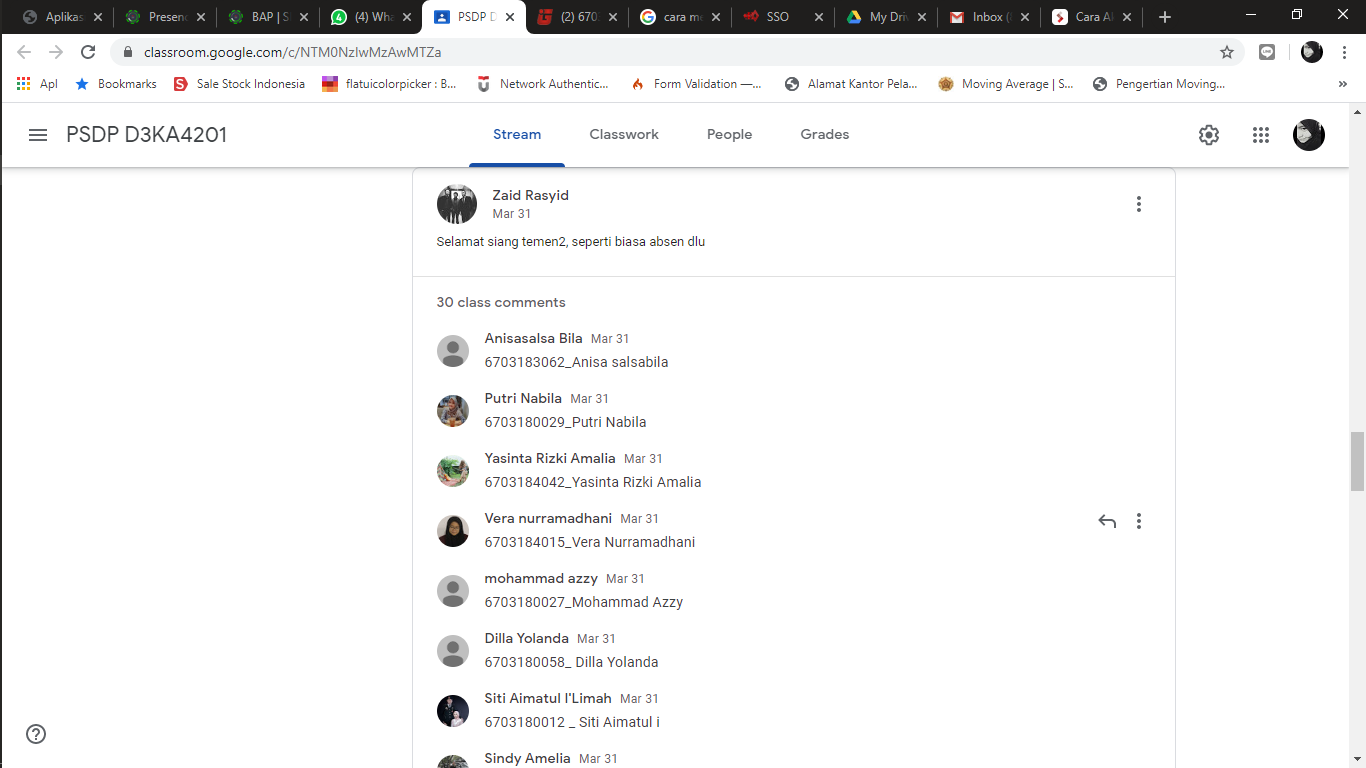 Aplikas
Presenc
BAP | S
(4) Wha
PSDP D
(2) 670
cara me
SSO
My Driv
Inbox (
Cara Al
classroom.google.com/c/NTM0NzIwMzAwMTZa
Apl
Bookmarks
Sale Stock Indonesia
flatuicolorpicker : B...
Network Authentic...
Form Validation —...
Alamat Kantor Pela...
Moving Average | S...
Pengertian Moving...
»
PSDP D3KA4201
Stream
Classwork
People
Grades
Zaid Rasyid
Mar 31
Selamat siang temen2, seperti biasa absen dlu
30 class comments
Anisasalsa Bila Mar 31
6703183062_Anisa salsabila
Putri Nabila Mar 31
6703180029_Putri Nabila
Yasinta Rizki Amalia Mar 31
6703184042_Yasinta Rizki Amalia
Vera nurramadhani Mar 31
6703184015_Vera Nurramadhani
mohammad azzy Mar 31
6703180027_Mohammad Azzy
Dilla Yolanda Mar 31
6703180058_ Dilla Yolanda
Siti Aimatul I'Limah Mar 31
6703180012 _ Siti Aimatul i
Sindy Amelia Mar 31